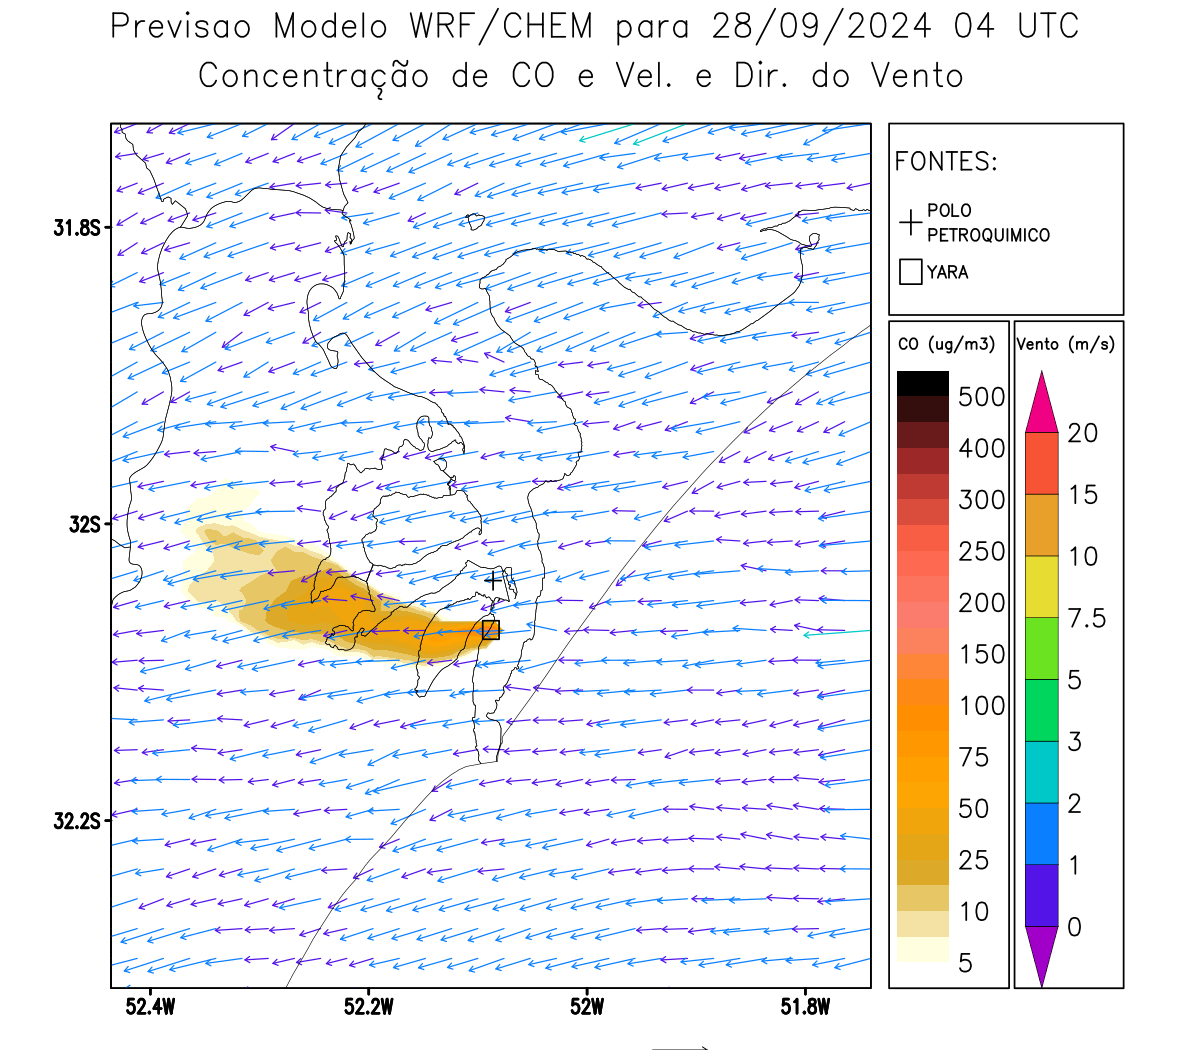 Previsao Modelo WRF/CHEM para 28/09/2024 04 UTC
Concentração de CO e Vel. e Dir. do Vento
FONTES:
POLO
PETROQUIMICO
YARA
CO (ug/m3)
500
400
300
250
200
150
100
75
50
25
10
5
Vento (m/s)
20
15
10
7.5
5
3
2
1
0
31.8S
32S
32.2S
52.4W
52.2W
52W
51.8W